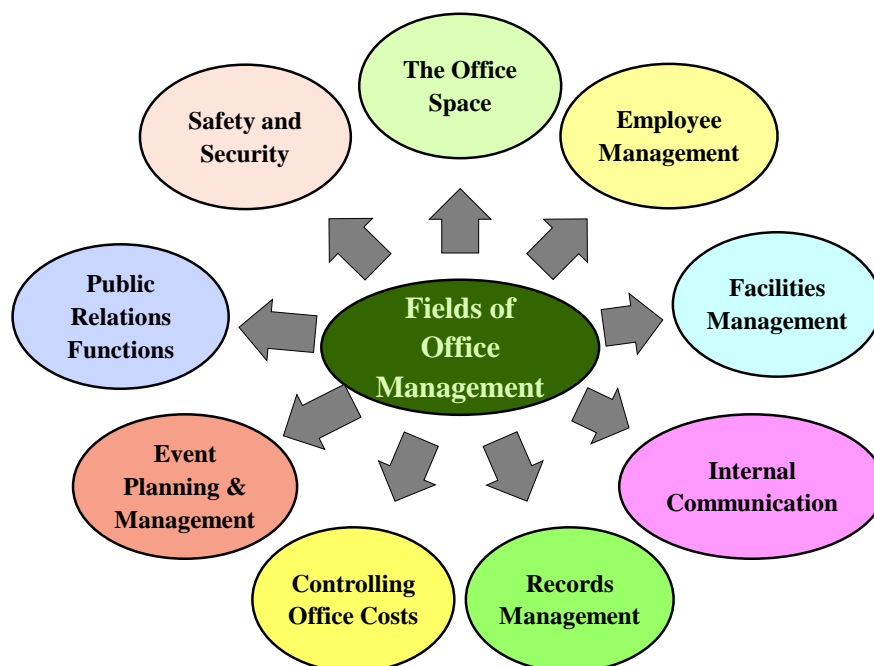 The Office
Space
Employee
Management
Facilities
Management
Internal
Communication
Records
Management
Controlling
Office Costs
Event
Planning &
Management
Public
Relations
Functions
Safety and
Security
Fields of
Office
Management